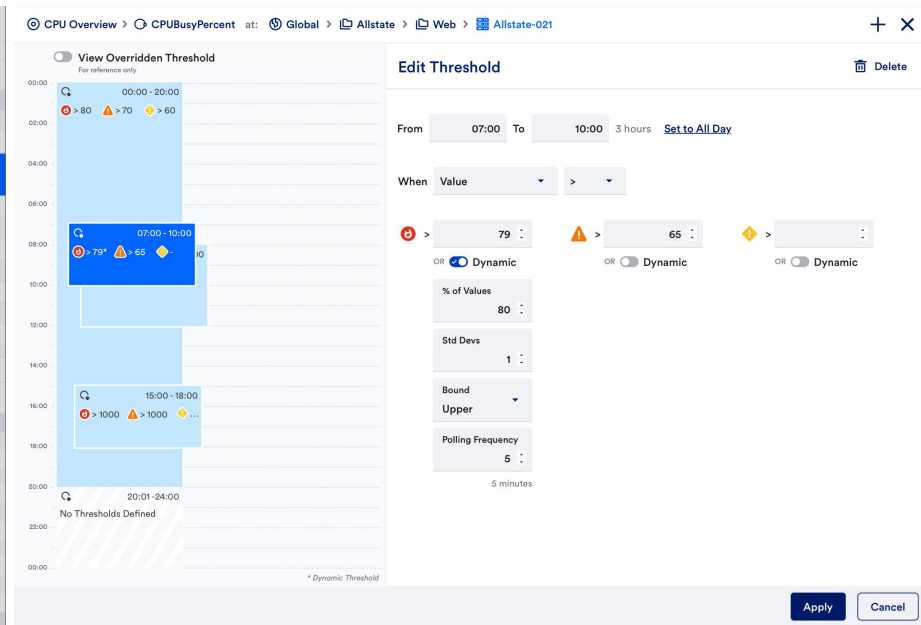 CPU Overview > CPUBusyPercent at: Global > Allstate > Web > Allstate-021
View Overridden Threshold
For reference only
00:00
00:00 - 20:00
> 80 > 70 > 60
02:00
04:00
06:00
07:00 - 10:00
08:00
> 79* > 65 -
00
10:00
12:00
14:00
15:00 - 18:00
16:00
> 1000 > 1000 ...
18:00
20:00
20:01 - 24:00
No Thresholds Defined
22:00
00:00
* Dynamic Threshold
Edit Threshold
Delete
From 07:00 To 10:00 3 hours Set to All Day
When Value >
> 79 > 65 >
OR Dynamic OR Dynamic OR Dynamic
% of Values
80
Std Devs
1
Bound
Upper
Polling Frequency
5
5 minutes
Apply Cancel